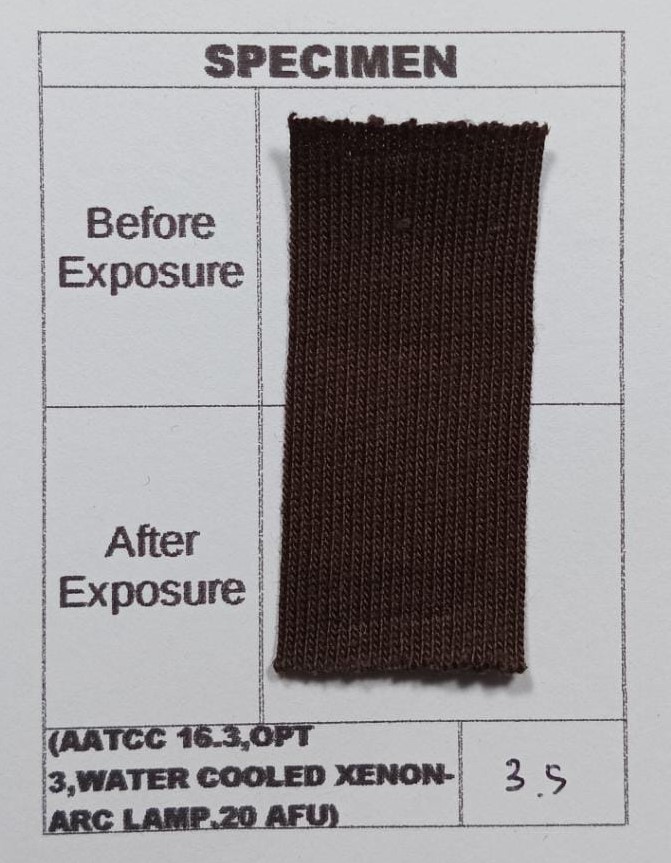 SPECIMEN
Before
Exposure
After
Exposure
(AATCC 16.3,OPT
3,WATER COOLED XENON-
ARC LAMP.20 AFU)
3.5